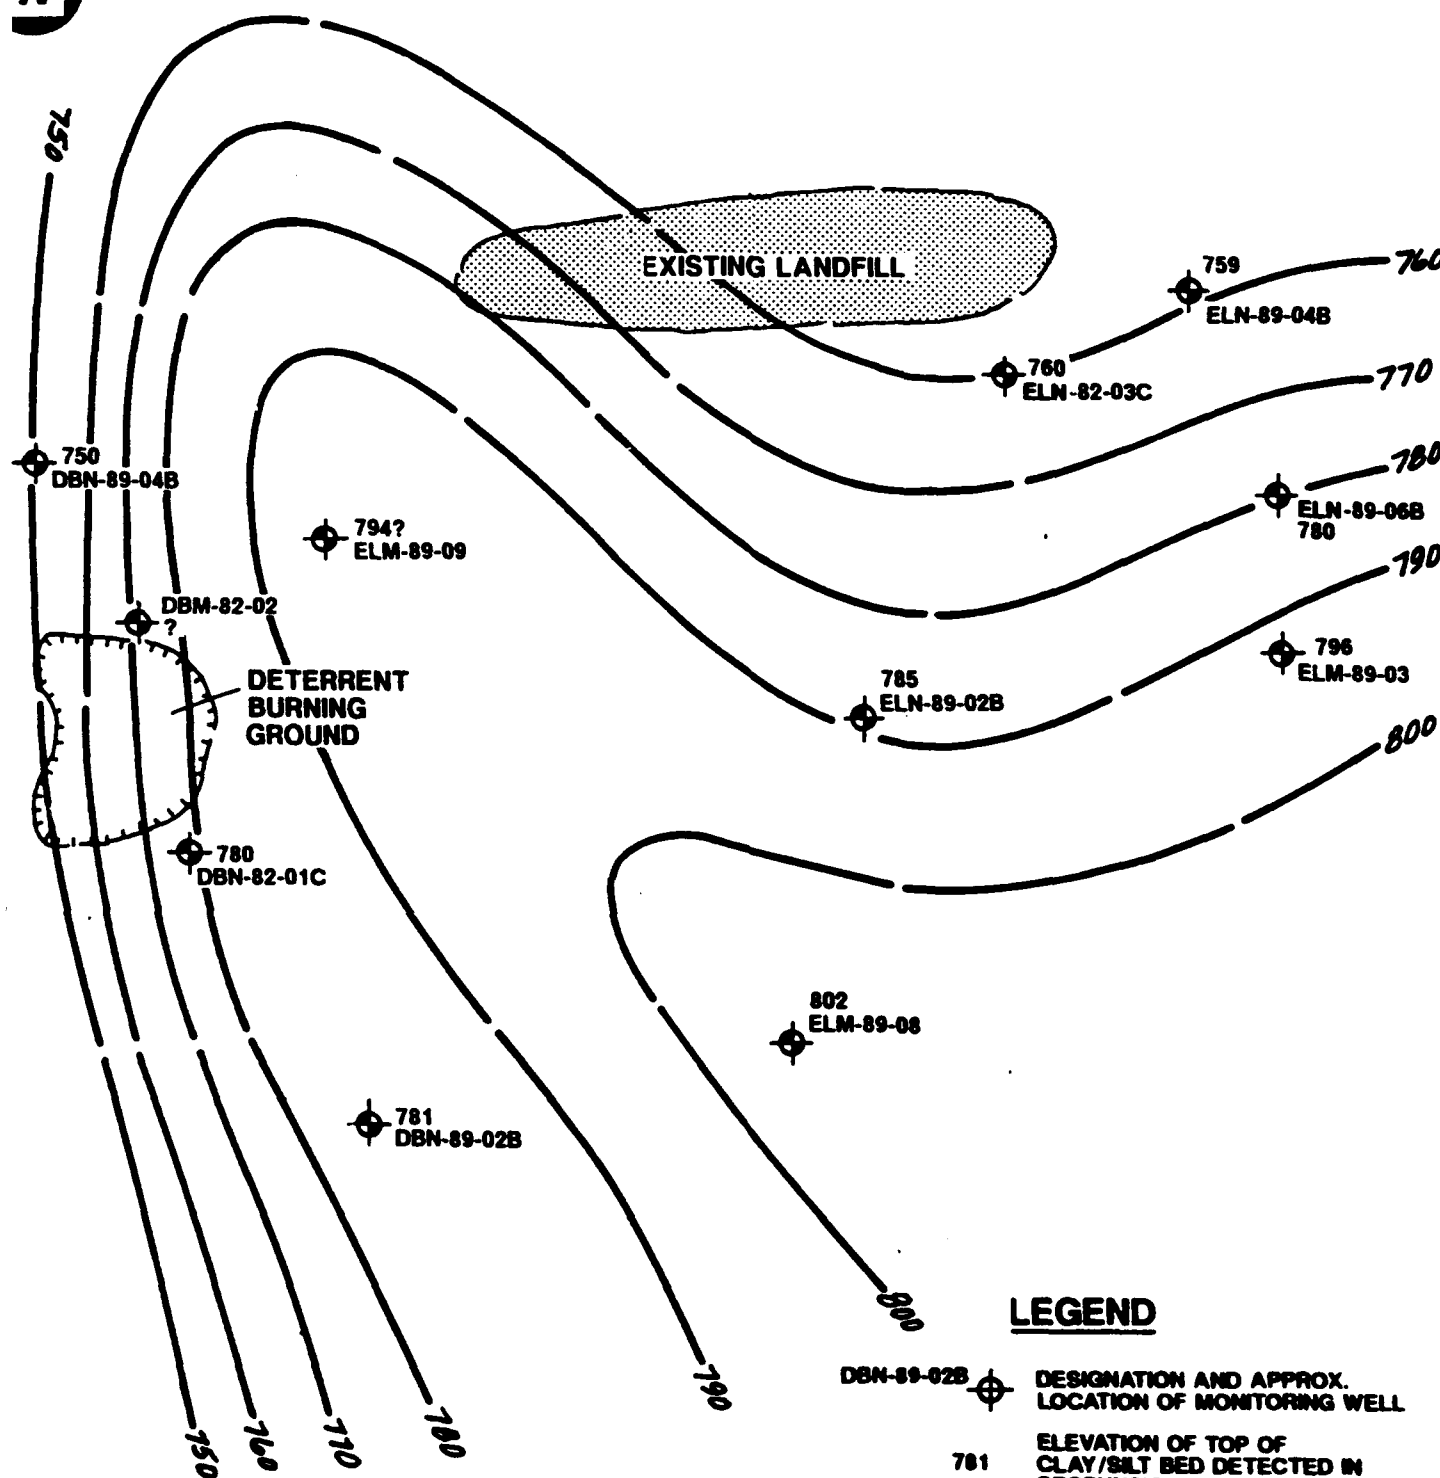 750
EXISTING LANDFILL
759
ELN-89-04B
760
760
ELN-82-03C
770
750
DBN-89-04B
780
ELN-89-06B
780
794?
ELM-89-09
790
DBM-82-02
?
796
ELM-89-03
DETERRENT
BURNING
GROUND
785
ELN-89-02B
800
780
DBN-82-01C
802
ELM-89-08
781
DBN-89-02B
800
LEGEND
790
780
770
760
750
DBN-89-02B
DESIGNATION AND APPROX.
LOCATION OF MONITORING WELL
781
ELEVATION OF TOP OF
CLAY/SILT BED DETECTED IN